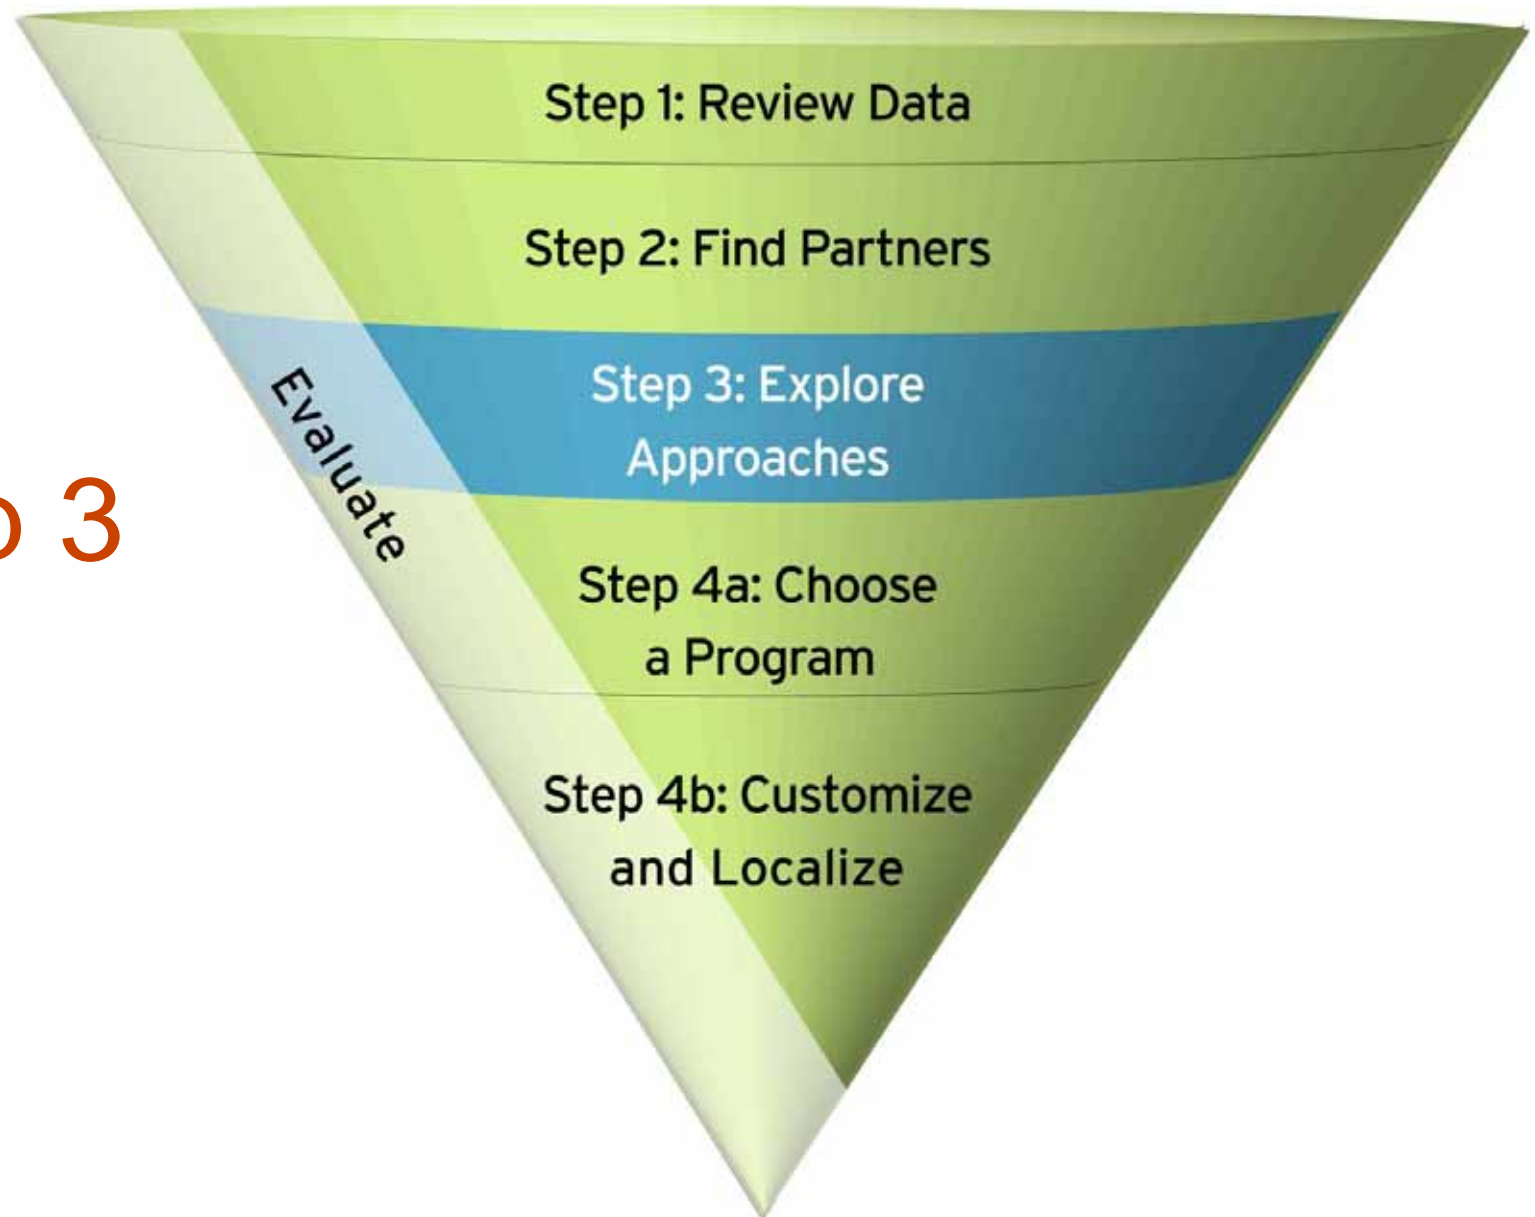 Step 1: Review Data
Step 2: Find Partners
Step 3: Explore
Approaches
Evaluate
3
Step 4a: Choose
a Program
Step 4b: Customize
and Localize